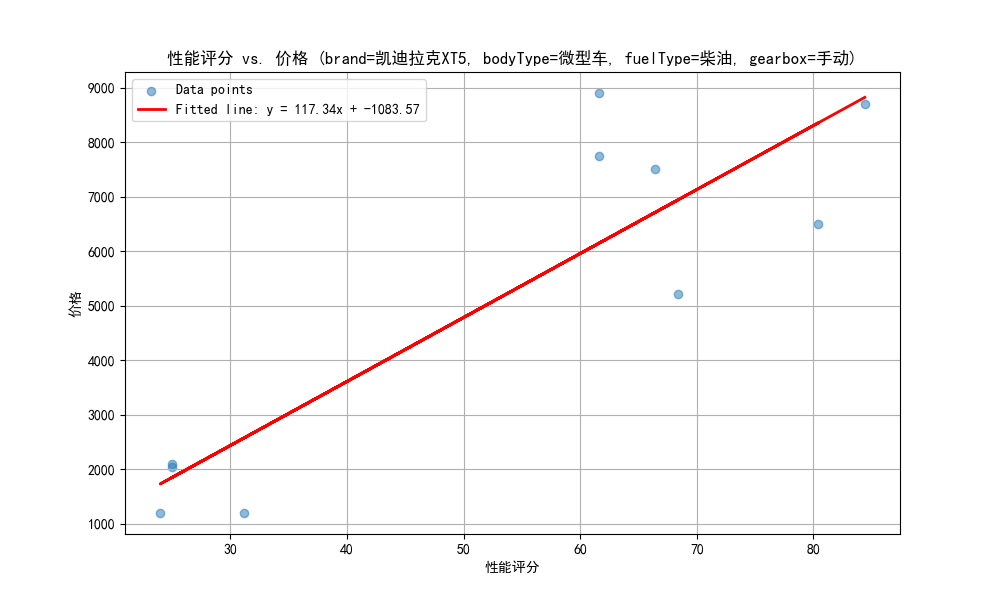 性能评分 vs. 价格 (brand=凯迪拉克XT5, bodyType=微型车, fuelType=柴油, gearbox=手动)
Data points
Fitted line: y = 117.34x + -1083.57
9000
8000
7000
6000
5000
4000
3000
2000
1000
价格
30 40 50 60 70 80
性能评分